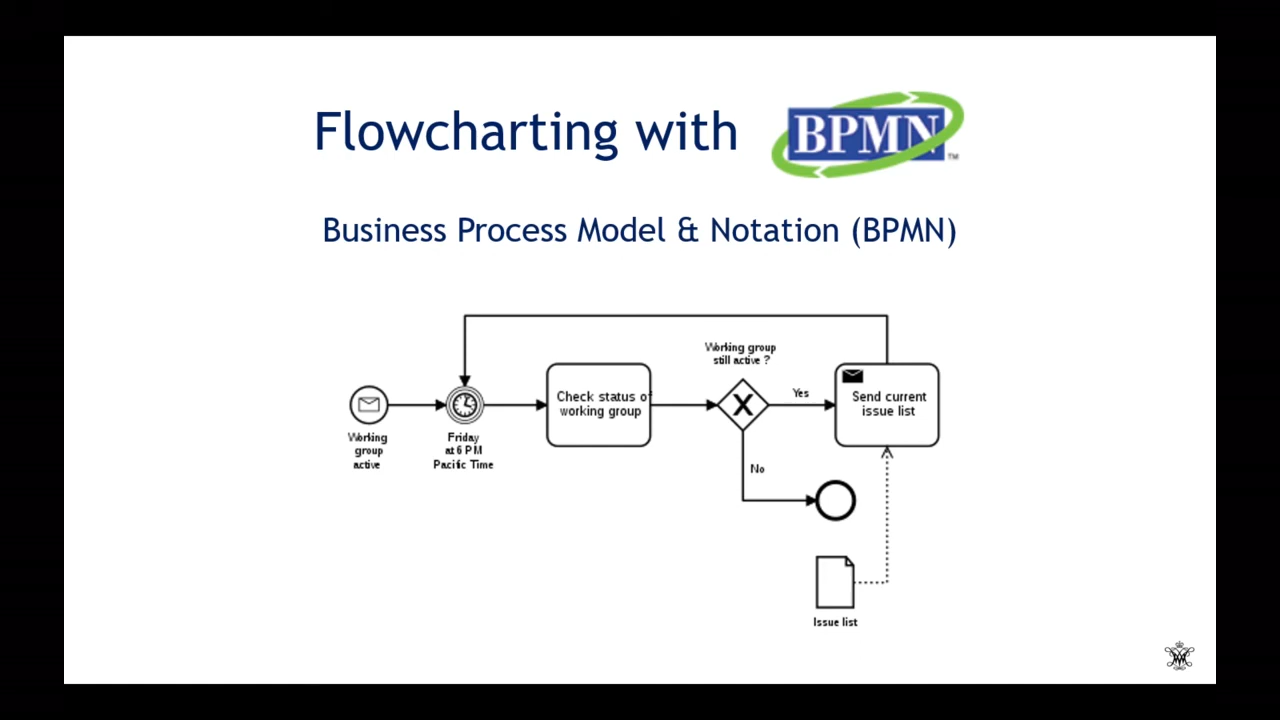 Flowcharting with
BPMN
TM
Business Process Model & Notation (BPMN)
Working group
still active ?
Yes
Check status of
working group
Send current
issue list
Working
group
active
Friday
at 6 PM
Pacific Time
No
Issue list